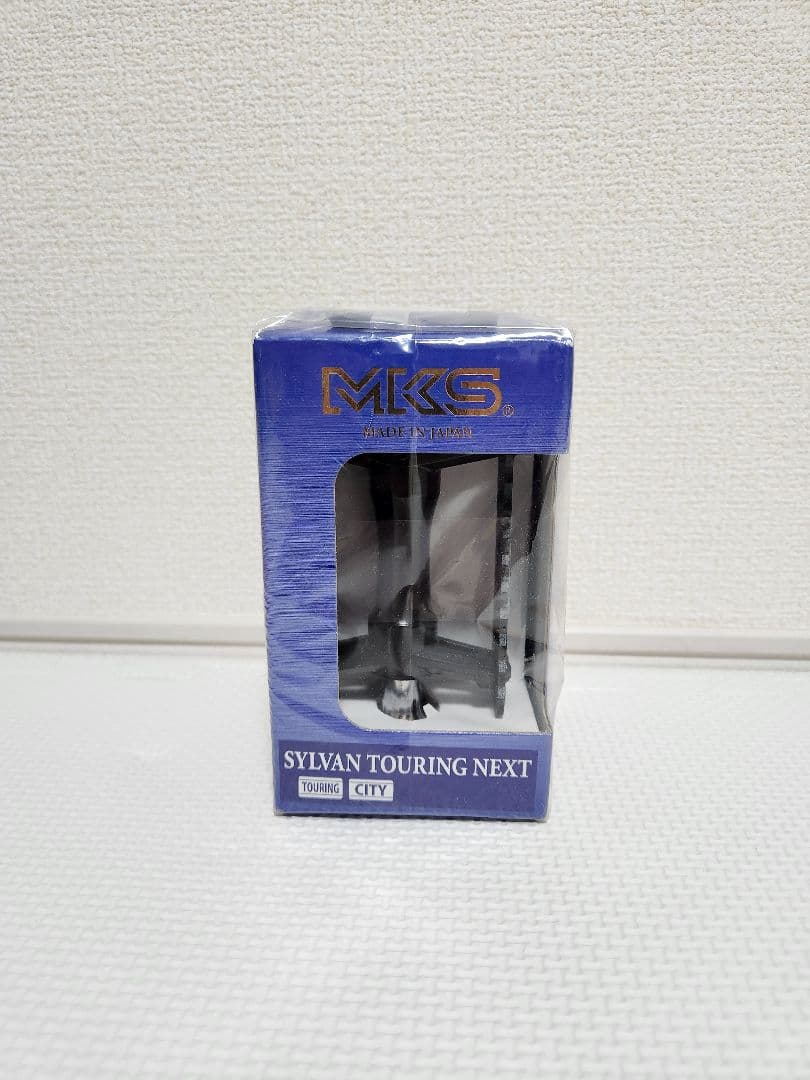 MKS®
MADE IN JAPAN
SYLVAN TOURING NEXT
TOURING CITY